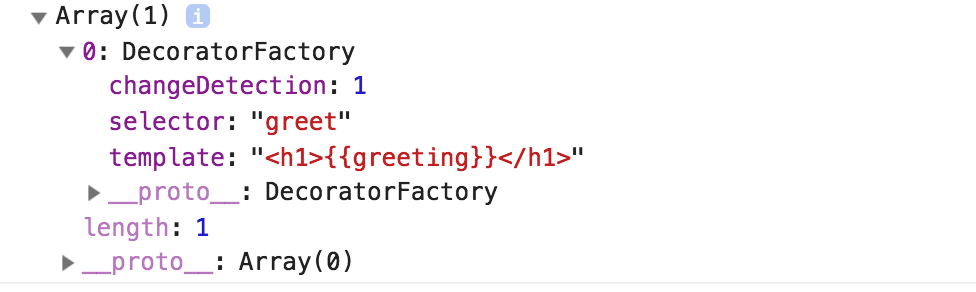 Array(1) i
0: DecoratorFactory
changeDetection: 1
selector: "greet"
template: "<h1>{{greeting}}</h1>"
__proto__: DecoratorFactory
length: 1
__proto__: Array(0)